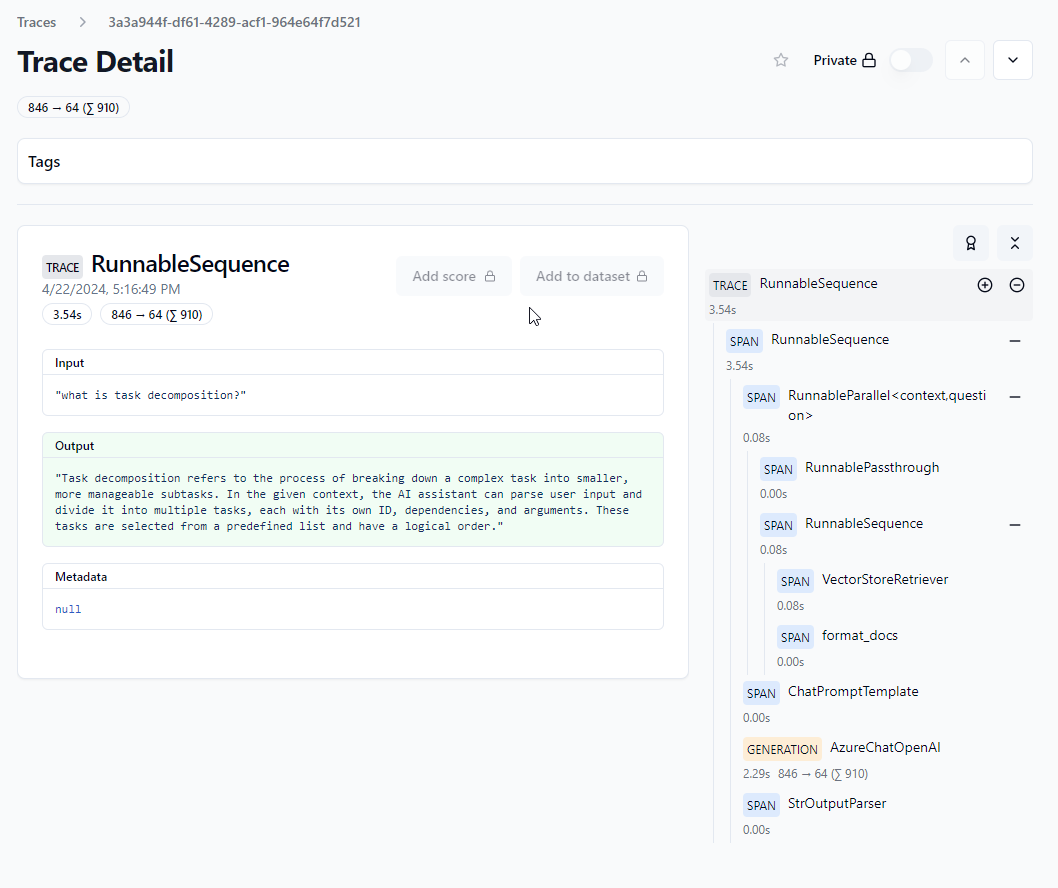 Traces > 3a3a944f-df61-4289-acf1-964e64f7d521
Trace Detail
Private
846 → 64 (∑ 910)
Tags
TRACE RunnableSequence
4/22/2024, 5:16:49 PM
3.54s 846 → 64 (∑ 910)
Add score
Add to dataset
Input
"what is task decomposition?"
Output
"Task decomposition refers to the process of breaking down a complex task into smaller,
more manageable subtasks. In the given context, the AI assistant can parse user input and
divide it into multiple tasks, each with its own ID, dependencies, and arguments. These
tasks are selected from a predefined list and have a logical order."
Metadata
null
TRACE RunnableSequence
3.54s
SPAN RunnableSequence
3.54s
SPAN RunnableParallel<context,questi
on>
0.08s
SPAN RunnablePassthrough
0.00s
SPAN RunnableSequence
0.08s
SPAN VectorStoreRetriever
0.08s
SPAN format_docs
0.00s
SPAN ChatPromptTemplate
0.00s
GENERATION AzureChatOpenAI
2.29s 846 → 64 (∑ 910)
SPAN StrOutputParser
0.00s